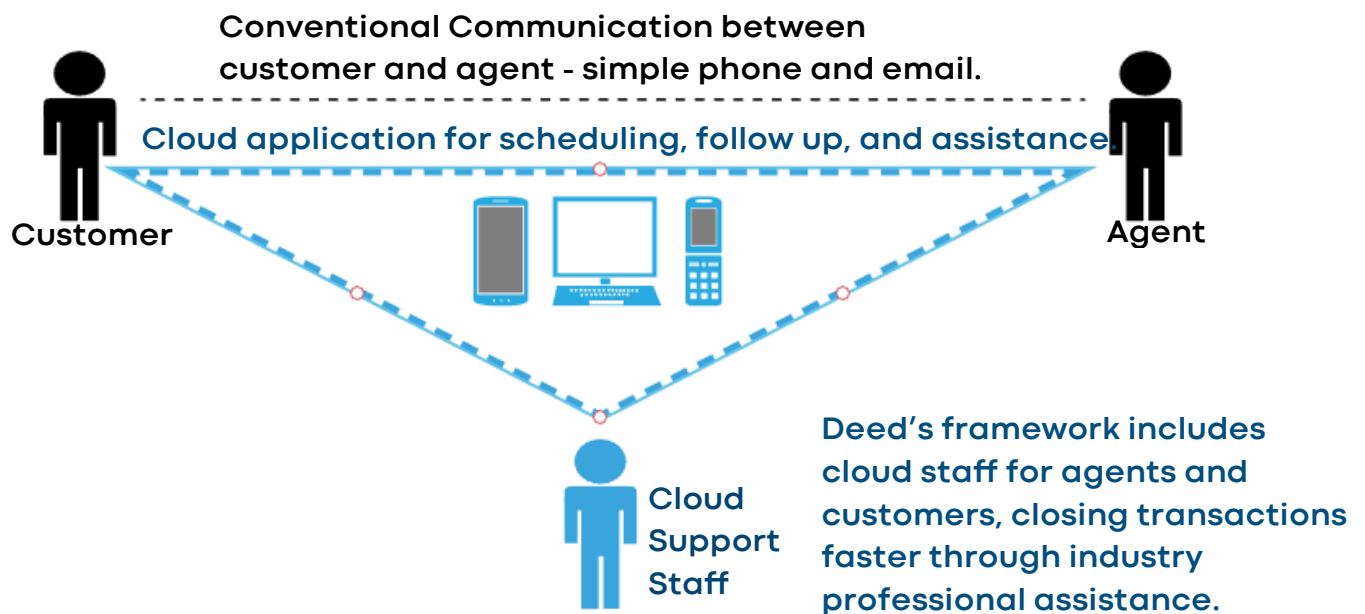 Conventional Communication between
customer and agent - simple phone and email.
Cloud application for scheduling, follow up, and assistance.
Customer
Agent
Cloud
Support
Staff
Deed's framework includes
cloud staff for agents and
customers, closing transactions
faster through industry
professional assistance.